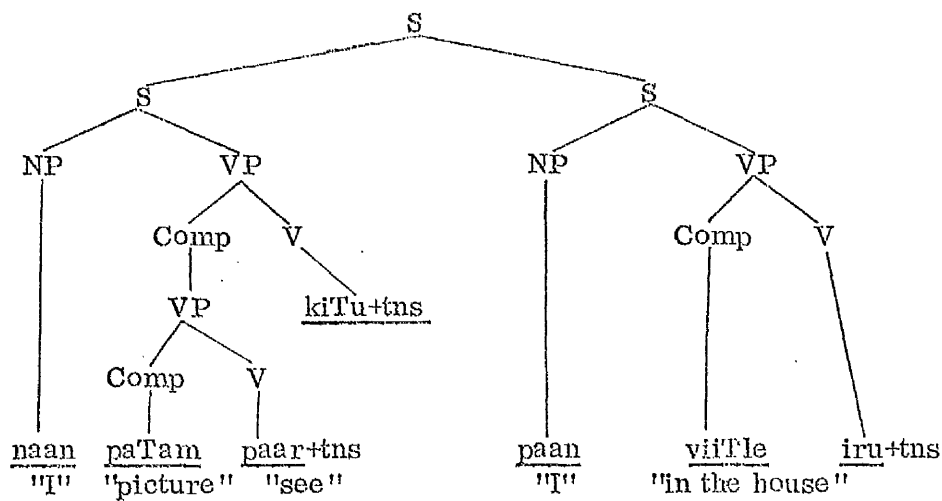 S
S S
NP VP NP VP
Comp V Comp V
VP kiTu+tns
Comp V
naan paTam paar+tns paan viiTle iru+tns
"I" "picture" "see" "I" "in the house"